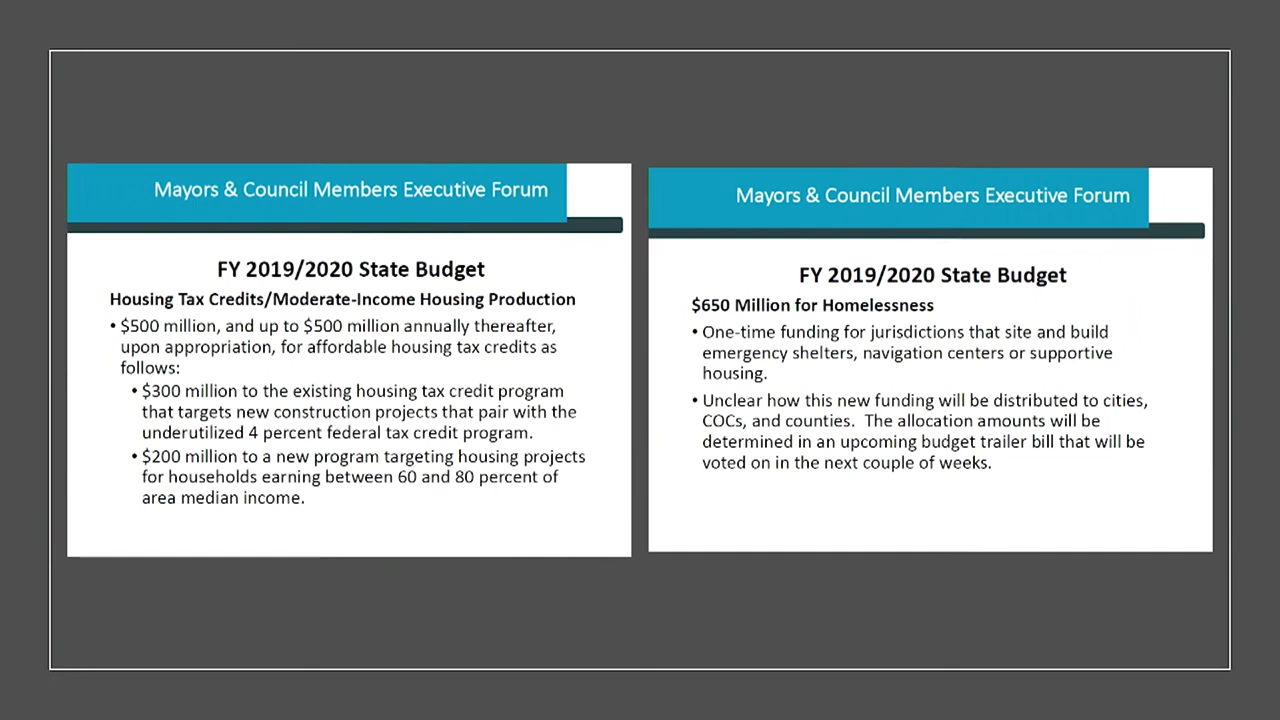 Mayors & Council Members Executive Forum
FY 2019/2020 State Budget
Housing Tax Credits/Moderate-Income Housing Production
• $500 million, and up to $500 million annually thereafter,
upon appropriation, for affordable housing tax credits as
follows:
• $300 million to the existing housing tax credit program
that targets new construction projects that pair with the
underutilized 4 percent federal tax credit program.
• $200 million to a new program targeting housing projects
for households earning between 60 and 80 percent of
area median income.
Mayors & Council Members Executive Forum
FY 2019/2020 State Budget
$650 Million for Homelessness
• One-time funding for jurisdictions that site and build
emergency shelters, navigation centers or supportive
housing.
• Unclear how this new funding will be distributed to cities,
COCs, and counties.  The allocation amounts will be
determined in an upcoming budget trailer bill that will be
voted on in the next couple of weeks.